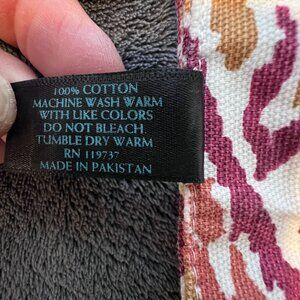 100% COTTON
MACHINE WASH WARM
WITH LIKE COLORS
DO NOT BLEACH.
TUMBLE DRY WARM
RN 119737
MADE IN PAKISTAN